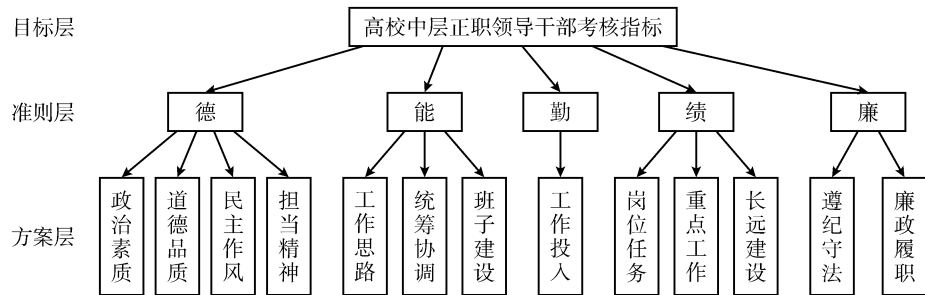 目标层
高校中层正职领导干部考核指标
准则层
德
能
勤
绩
廉
方案层
政治素质
道德品质
民主作风
担当精神
工作思路
统筹协调
班子建设
工作投入
岗位任务
重点工作
长远建设
遵纪守法
廉政履职